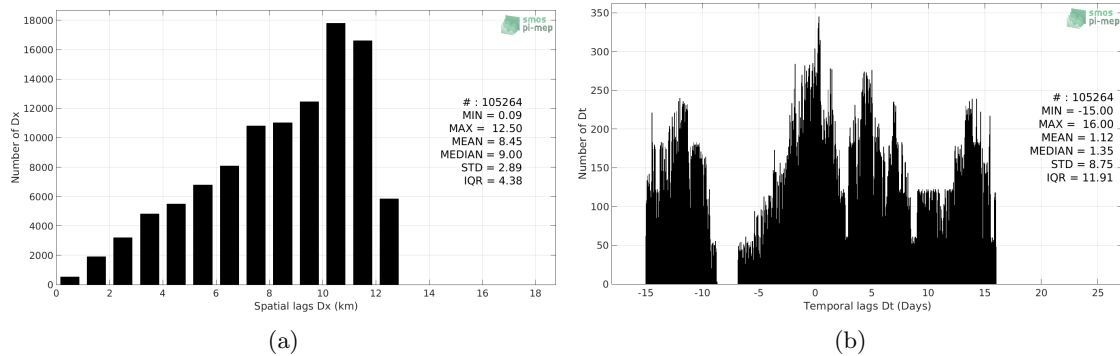 18000
16000
14000
12000
10000
8000
6000
4000
2000
0
Number of Dx
0 2 4 6 8 10 12 14 16 18
Spatial lags Dx (km)
smos
pi-mep
# : 105264
MIN = 0.09
MAX = 12.50
MEAN = 8.45
MEDIAN = 9.00
STD = 2.89
IQR = 4.38
(a)
350
300
250
200
150
100
50
0
Number of Dt
-15 -10 -5 0 5 10 15 20 25
Temporal lags Dt (Days)
smos
pi-mep
# : 105264
MIN = -15.00
MAX = 16.00
MEAN = 1.12
MEDIAN = 1.35
STD = 8.75
IQR = 11.91
(b)